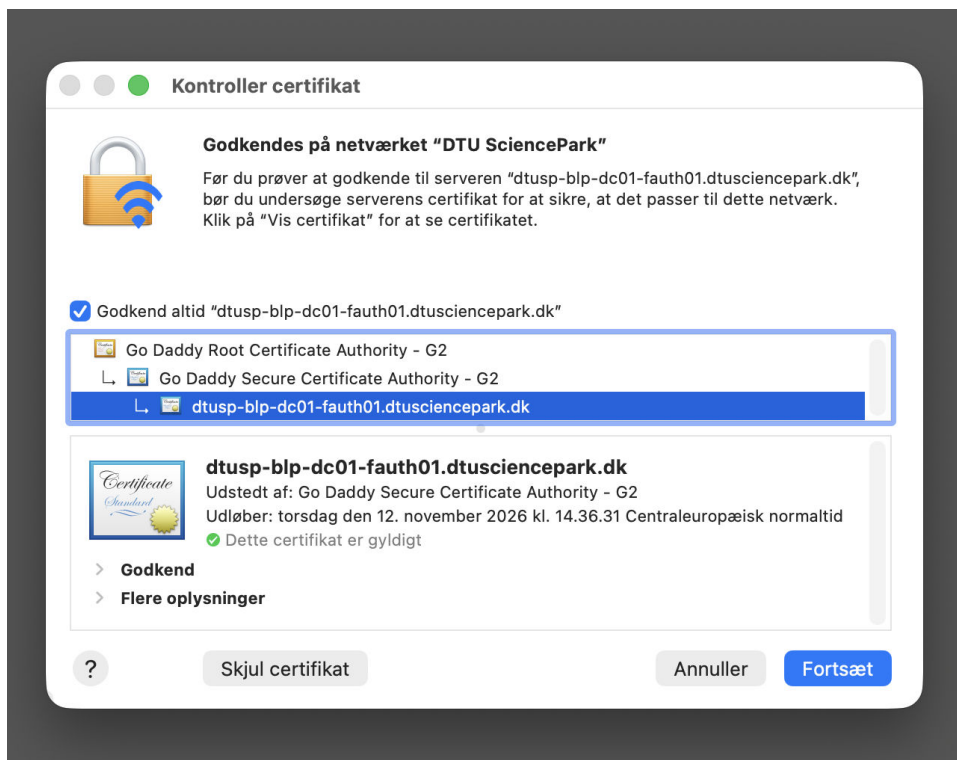 Kontroller certifikat
Godkendes på netværket “DTU SciencePark”
Før du prøver at godkende til serveren “dtusp-blp-dc01-fauth01.dtusciencepark.dk”,
bør du undersøge serverens certifikat for at sikre, at det passer til dette netværk.
Klik på “Vis certifikat” for at se certifikatet.
Godkend altid “dtusp-blp-dc01-fauth01.dtusciencepark.dk”
Go Daddy Root Certificate Authority - G2
Go Daddy Secure Certificate Authority - G2
dtusp-blp-dc01-fauth01.dtusciencepark.dk
Certificate
Standard
dtusp-blp-dc01-fauth01.dtusciencepark.dk
Udstedt af: Go Daddy Secure Certificate Authority - G2
Udløber: torsdag den 12. november 2026 kl. 14.36.31 Centraleuropæisk normaltid
Dette certifikat er gyldigt
Godkend
Flere oplysninger
?
Skjul certifikat
Annuller
Fortsæt